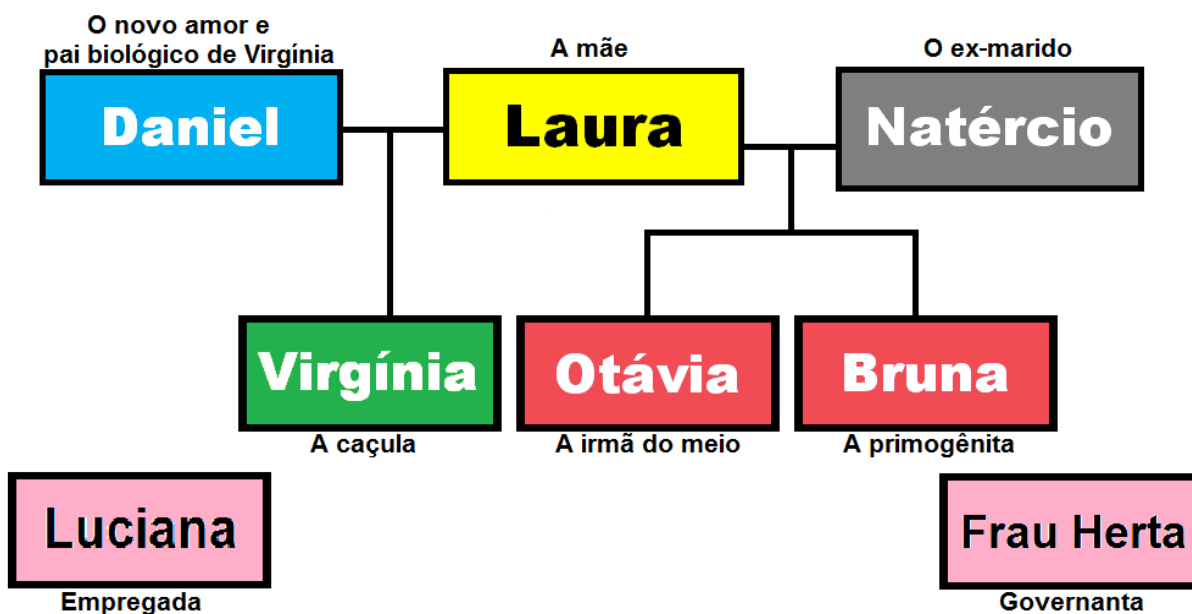 O novo amor e
pai biológico de Virgínia
A mãe
O ex-marido
Daniel
Laura
Natércio
Virgínia
Otávia
Bruna
A caçula
A irmã do meio
A primogênita
Luciana
Frau Herta
Empregada
Governanta